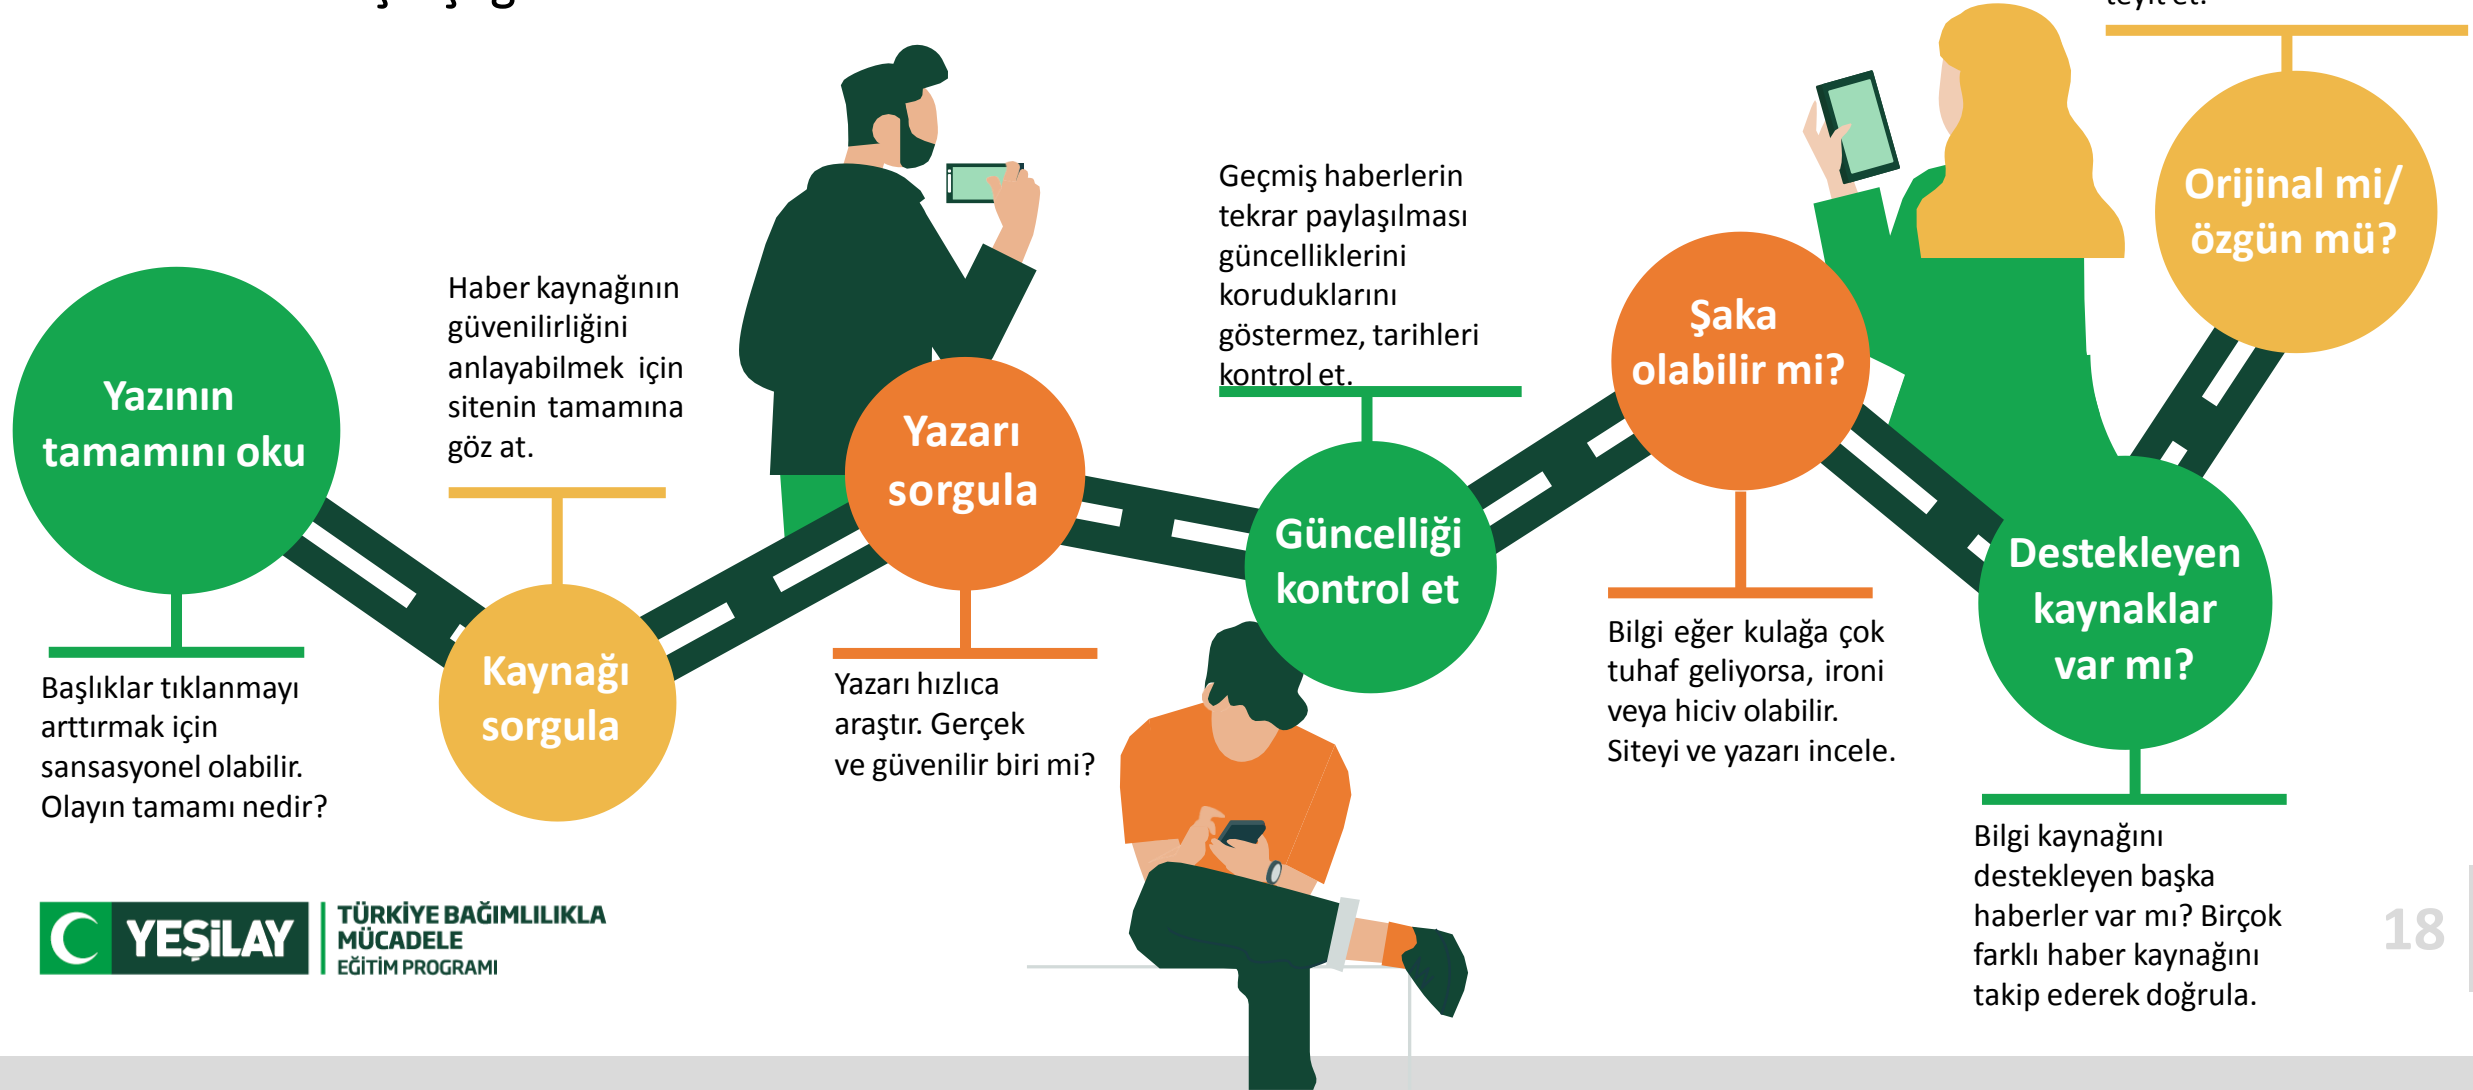 teyit et.
Yazının
tamamını oku
Başlıklar tıklanmayı
arttırmak için
sansasyonel olabilir.
Olayın tamamı nedir?
Haber kaynağının
güvenilirliğini
anlayabilmek için
sitenin tamamına
göz at.
Kaynağı
sorgula
Yazarı
sorgula
Yazarı hızlıca
araştır. Gerçek
ve güvenilir biri mi?
Geçmiş haberlerin
tekrar paylaşılması
güncelliklerini
koruduklarını
göstermez, tarihleri
kontrol et.
Güncelliği
kontrol et
Şaka
olabilir mi?
Bilgi eğer kulağa çok
tuhaf geliyorsa, ironi
veya hiciv olabilir.
Siteyi ve yazarı incele.
Destekleyen
kaynaklar
var mı?
Bilgi kaynağını
destekleyen başka
haberler var mı? Birçok
farklı haber kaynağını
takip ederek doğrula.
Orijinal mi/
özgün mü?
YEŞİLAY
TÜRKİYE BAĞIMLILIKLA
MÜCADELE
EĞİTİM PROGRAMI
18